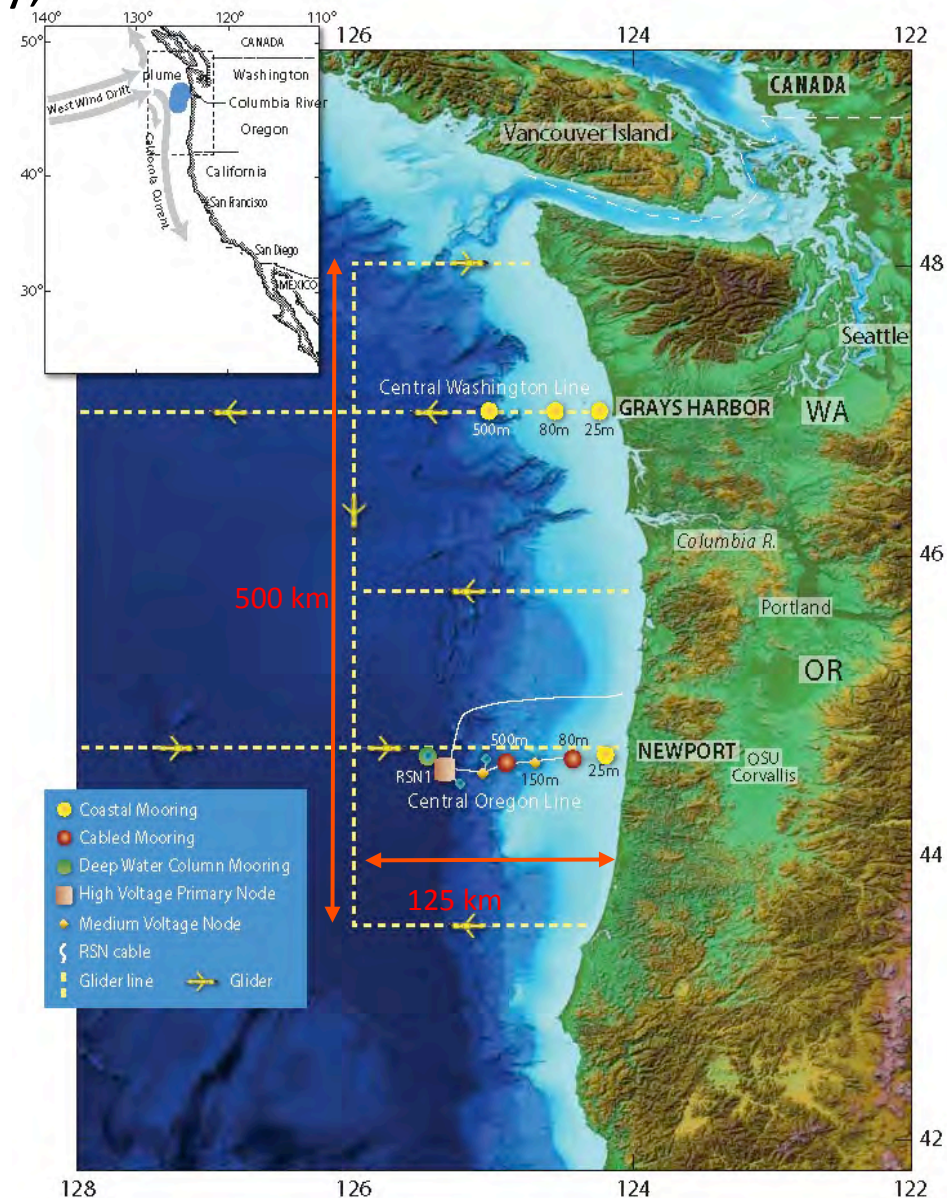 y)
140°
130°
120°
110°
50°
40°
30°
CANADA
plume
Washington
West Wind Drift
Columbia River
Oregon
California Current
California
San Francisco
San Diego
MEXICO
126
124
122
CANADA
Vancouver Island
48
Seattle
Central Washington Line
GRAYS HARBOR
WA
500m
80m
25m
Columbia R.
46
500 km
Portland
OR
500m
80m
NEWPORT
OSU
Corvallis
RSN1
150m
25m
Central Oregon Line
Coastal Mooring
Cabled Mooring
Deep Water Column Mooring
High Voltage Primary Node
Medium Voltage Node
RSN cable
Glider line
Glider
44
125 km
42
128
126
124
122